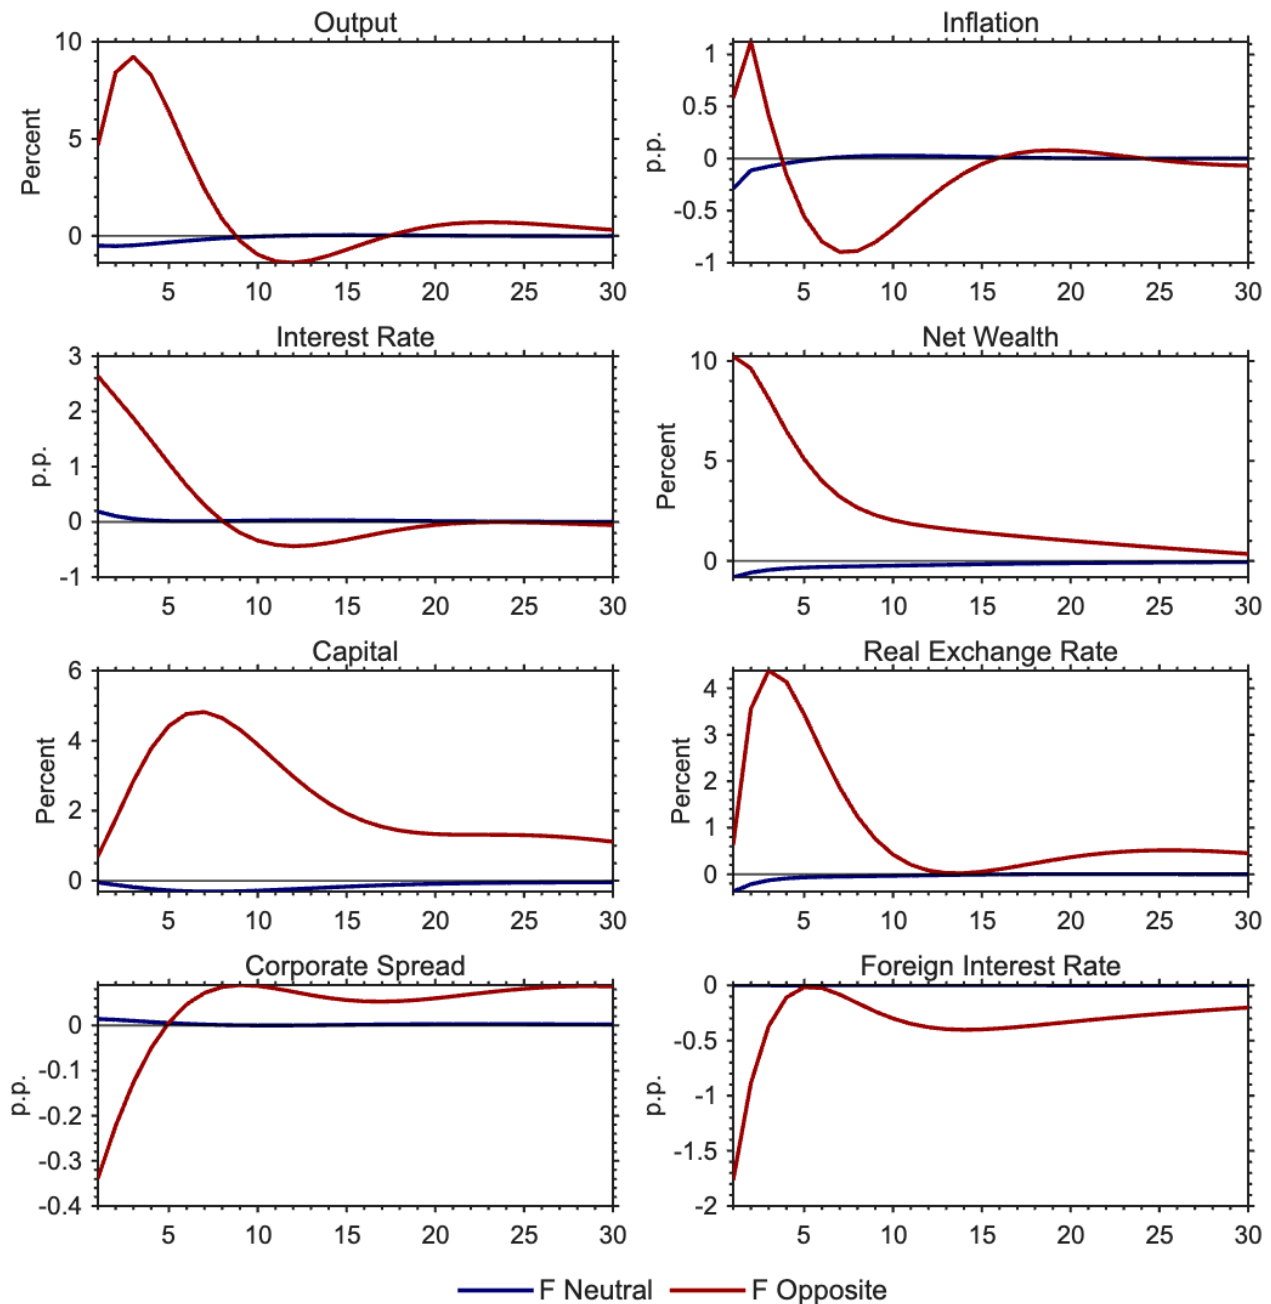 Output
Percent
10
5
0
5 10 15 20 25 30
Inflation
p.p.
1
0.5
0
-0.5
-1
5 10 15 20 25 30
Interest Rate
p.p.
3
2
1
0
-1
5 10 15 20 25 30
Net Wealth
Percent
10
5
0
5 10 15 20 25 30
Capital
Percent
6
4
2
0
5 10 15 20 25 30
Real Exchange Rate
Percent
4
3
2
1
0
5 10 15 20 25 30
Corporate Spread
p.p.
0
-0.1
-0.2
-0.3
-0.4
5 10 15 20 25 30
Foreign Interest Rate
p.p.
0
-0.5
-1
-1.5
-2
5 10 15 20 25 30
F Neutral F Opposite